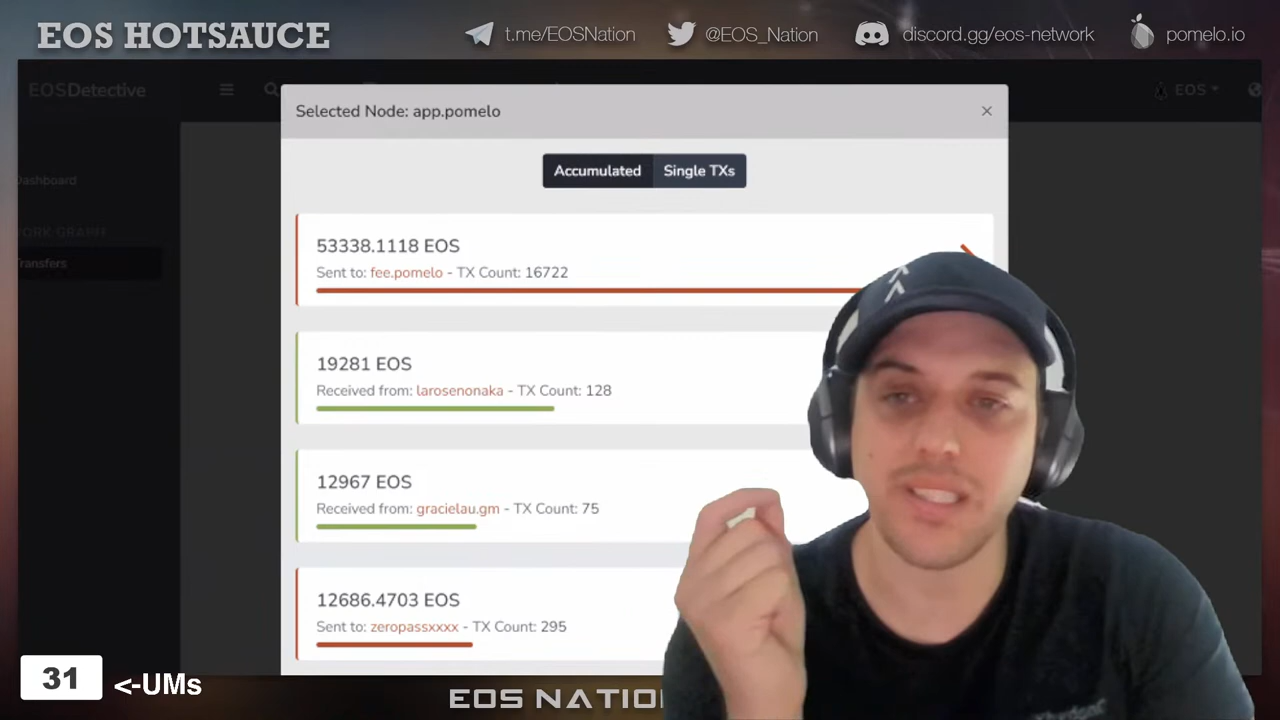 EOS HOTSAUCE
t.me/EOSNation
@EOS_Nation
discord.gg/eos-network
pomelo.io
EOSDetective
EOS
Selected Node: app.pomelo
×
Accumulated
Single TXs
Dashboard
Transfers
53338.1118 EOS
Sent to: fee.pomelo - TX Count: 16722
19281 EOS
Received from: larosenonaka - TX Count: 128
12967 EOS
Received from: gracielau.gm - TX Count: 75
12686.4703 EOS
Sent to: zeropassxxxx - TX Count: 295
31
<-UMs
EOS NATION